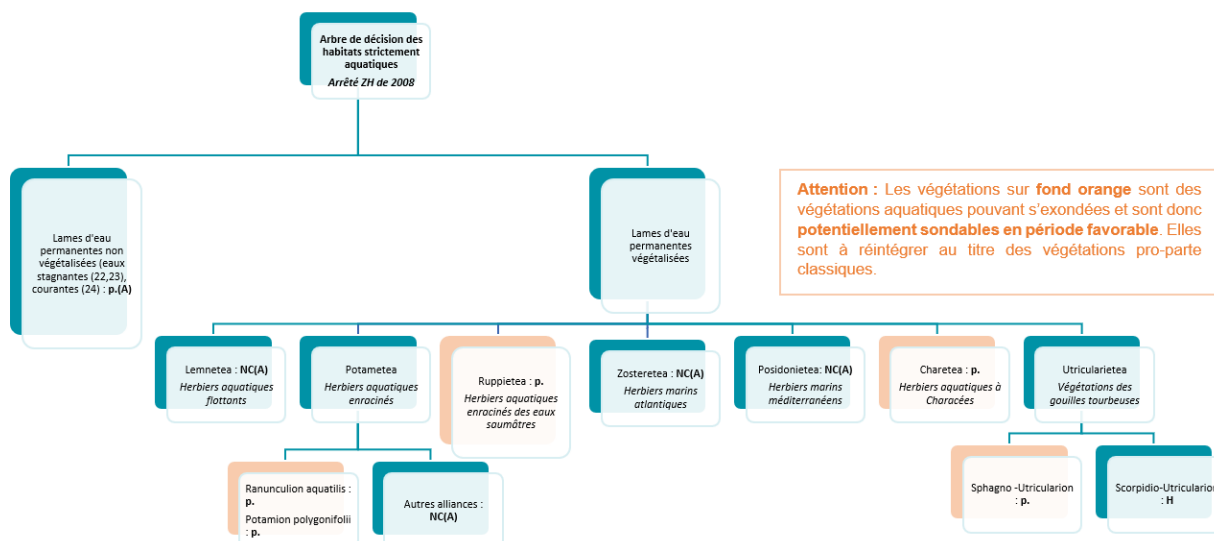 Arbre de décision des
habitats strictement
aquatiques
Arrêté ZH de 2008
Lames d'eau
permanentes non
végétalisées (eaux
stagnantes (22,23),
courantes (24) : p.(A)
Lames d'eau
permanentes
végétalisées
Attention : Les végétations sur fond orange sont des
végétations aquatiques pouvant s'exondées et sont donc
potentiellement sondables en période favorable. Elles
sont à réintégrer au titre des végétations pro-parte
classiques.
Lemnetea : NC(A)
Herbiers aquatiques
flottants
Potametea
Herbiers aquatiques
enracinés
Ruppietea : p.
Herbiers aquatiques
enracinés des eaux
saumâtres
Zosteretea : NC(A)
Herbiers marins
atlantiques
Posidonietea: NC(A)
Herbiers marins
méditerranéens
Charetea : p.
Herbiers aquatiques à
Characées
Utricularietea
Végétations des
gouilles tourbeuses
Ranunculion aquatilis :
p.
Potamion polygonifolii
: p.
Autres alliances :
NC(A)
Sphagno -Utricularion
: p.
Scorpidio-Utricularion
: H